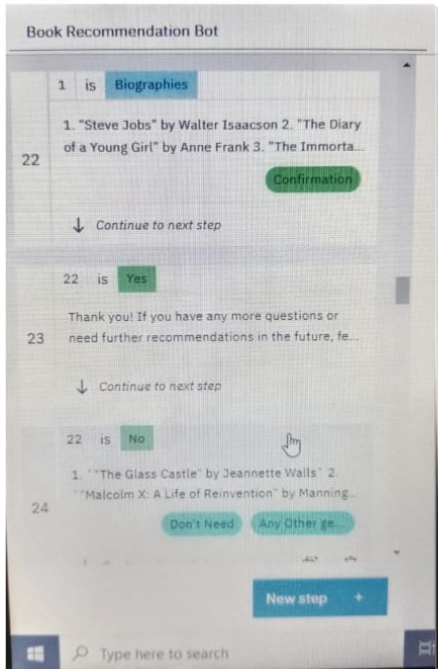 Book Recommendation Bot
1 is Biographies
1. "Steve Jobs" by Walter Isaacson 2. "The Diary
of a Young Girl" by Anne Frank 3. "The Immorta...
22
Confirmation
↓ Continue to next step
22 is Yes
Thank you! If you have any more questions or
23
need further recommendations in the future, fe...
↓ Continue to next step
22 is No
1. `"The Glass Castle" by Jeannette Walls` 2.
`"Malcolm X: A Life of Reinvention" by Manning...
24
Don't Need Any Other ge...
New step +
Type here to search